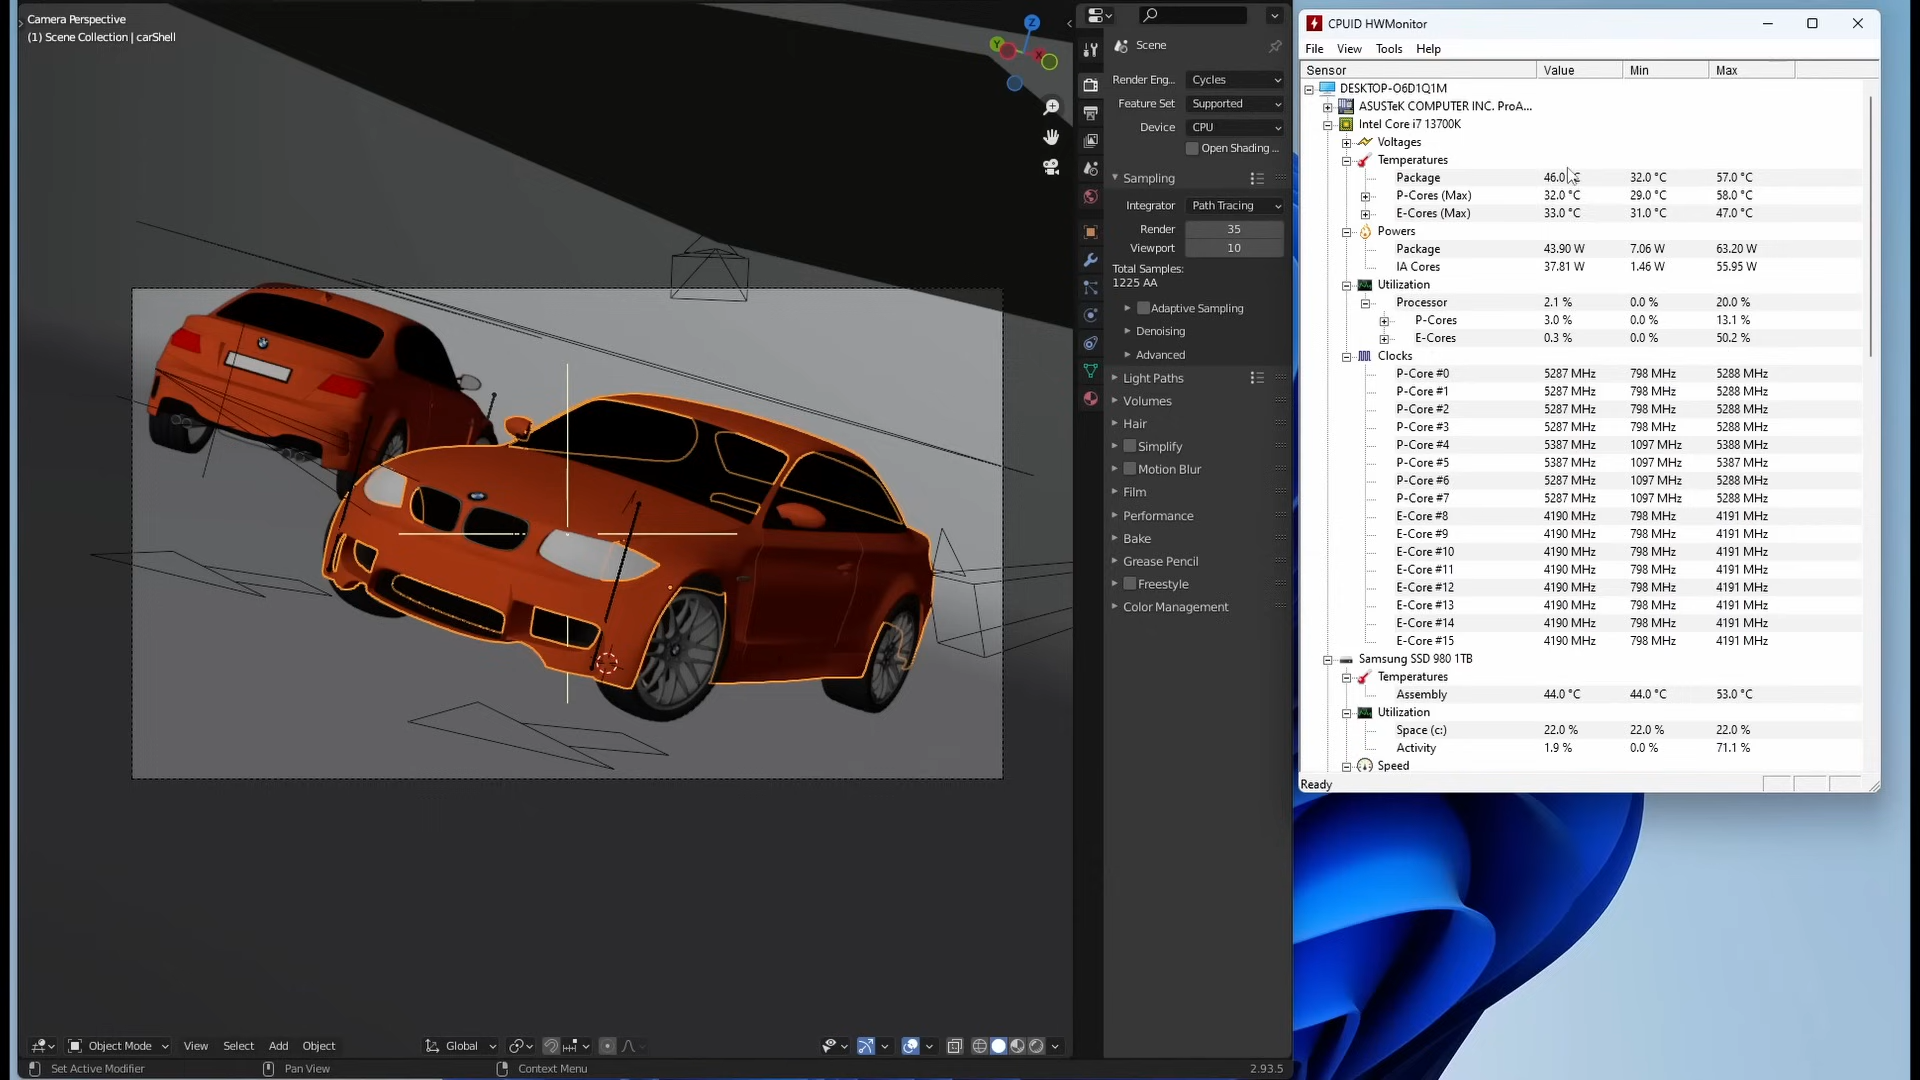 Camera Perspective
(1) Scene Collection | carShell
Z
Y
X
Scene
Render Eng... Cycles
Feature Set Supported
Device CPU
Open Shading ...
Sampling
Integrator Path Tracing
Render 35
Viewport 10
Total Samples:
1225 AA
Adaptive Sampling
Denoising
Advanced
Light Paths
Volumes
Hair
Simplify
Motion Blur
Film
Performance
Bake
Grease Pencil
Freestyle
Color Management
Object Mode View Select Add Object Global
Set Active Modifier Pan View Context Menu 2.93.5
CPUID HWMonitor
File View Tools Help
Sensor Value Min Max
DESKTOP-O6D1Q1M
ASUSTeK COMPUTER INC. ProA...
Intel Core i7 13700K
Voltages
Temperatures
Package 46.0 °C 32.0 °C 57.0 °C
P-Cores (Max) 32.0 °C 29.0 °C 58.0 °C
E-Cores (Max) 33.0 °C 31.0 °C 47.0 °C
Powers
Package 43.90 W 7.06 W 63.20 W
IA Cores 37.81 W 1.46 W 55.95 W
Utilization
Processor 2.1 % 0.0 % 20.0 %
P-Cores 3.0 % 0.0 % 13.1 %
E-Cores 0.3 % 0.0 % 50.2 %
Clocks
P-Core #0 5287 MHz 798 MHz 5288 MHz
P-Core #1 5287 MHz 798 MHz 5288 MHz
P-Core #2 5287 MHz 798 MHz 5288 MHz
P-Core #3 5287 MHz 798 MHz 5288 MHz
P-Core #4 5387 MHz 1097 MHz 5388 MHz
P-Core #5 5387 MHz 1097 MHz 5387 MHz
P-Core #6 5287 MHz 1097 MHz 5288 MHz
P-Core #7 5287 MHz 1097 MHz 5288 MHz
E-Core #8 4190 MHz 798 MHz 4191 MHz
E-Core #9 4190 MHz 798 MHz 4191 MHz
E-Core #10 4190 MHz 798 MHz 4191 MHz
E-Core #11 4190 MHz 798 MHz 4191 MHz
E-Core #12 4190 MHz 798 MHz 4191 MHz
E-Core #13 4190 MHz 798 MHz 4191 MHz
E-Core #14 4190 MHz 798 MHz 4191 MHz
E-Core #15 4190 MHz 798 MHz 4191 MHz
Samsung SSD 980 1TB
Temperatures
Assembly 44.0 °C 44.0 °C 53.0 °C
Utilization
Space (c:) 22.0 % 22.0 % 22.0 %
Activity 1.9 % 0.0 % 71.1 %
Speed
Ready